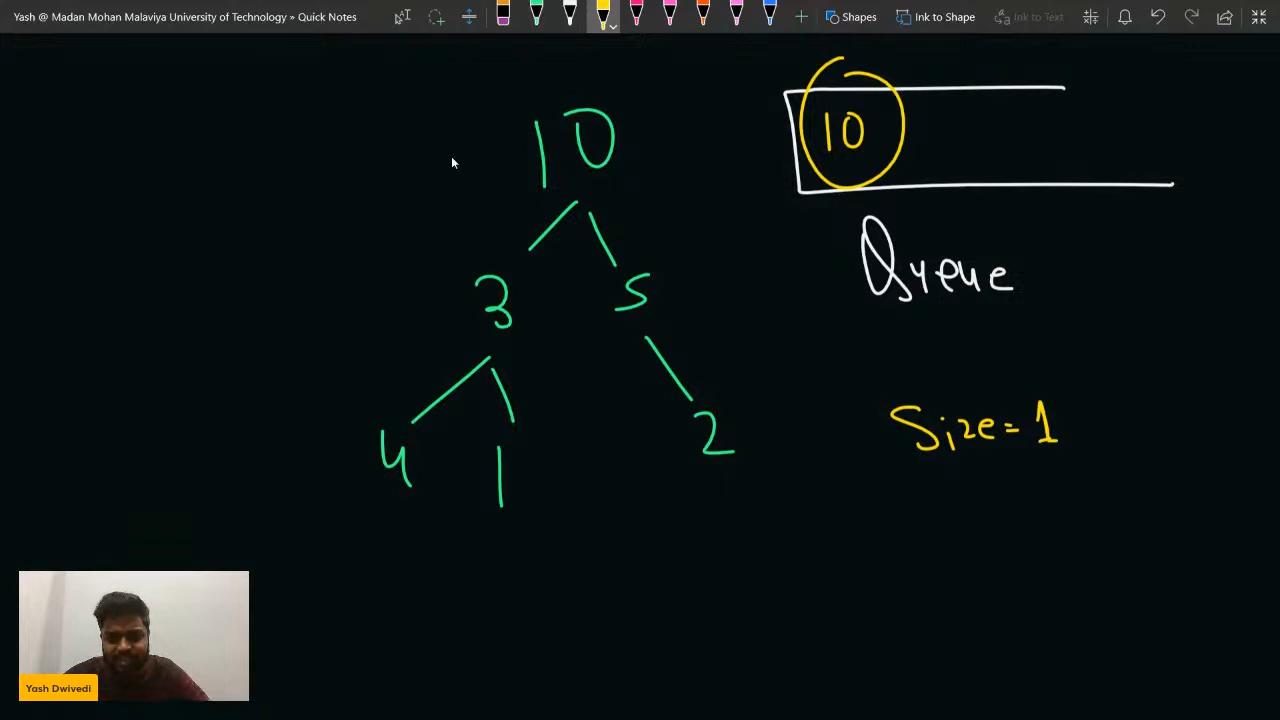 Yash @ Madan Mohan Malaviya University of Technology » Quick Notes
Shapes
Ink to Shape
Ink to Text
10
10
Queue
3 5
4 1 2
Size = 1
Yash Dwivedi